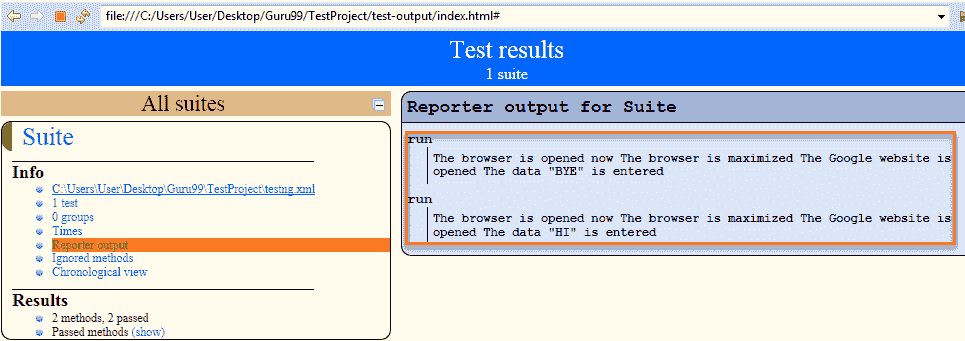 file:///C:/Users/User/Desktop/Guru99/TestProject/test-output/index.html#
Test results
1 suite
All suites
Suite
Info
C:\Users\User\Desktop\Guru99\TestProject\testng.xml
1 test
0 groups
Times
Reporter output
Ignored methods
Chronological view
Results
2 methods, 2 passed
Passed methods (show)
Reporter output for Suite
run
The browser is opened now The browser is maximized The Google website is
opened The data "BYE" is entered
run
The browser is opened now The browser is maximized The Google website is
opened The data "HI" is entered